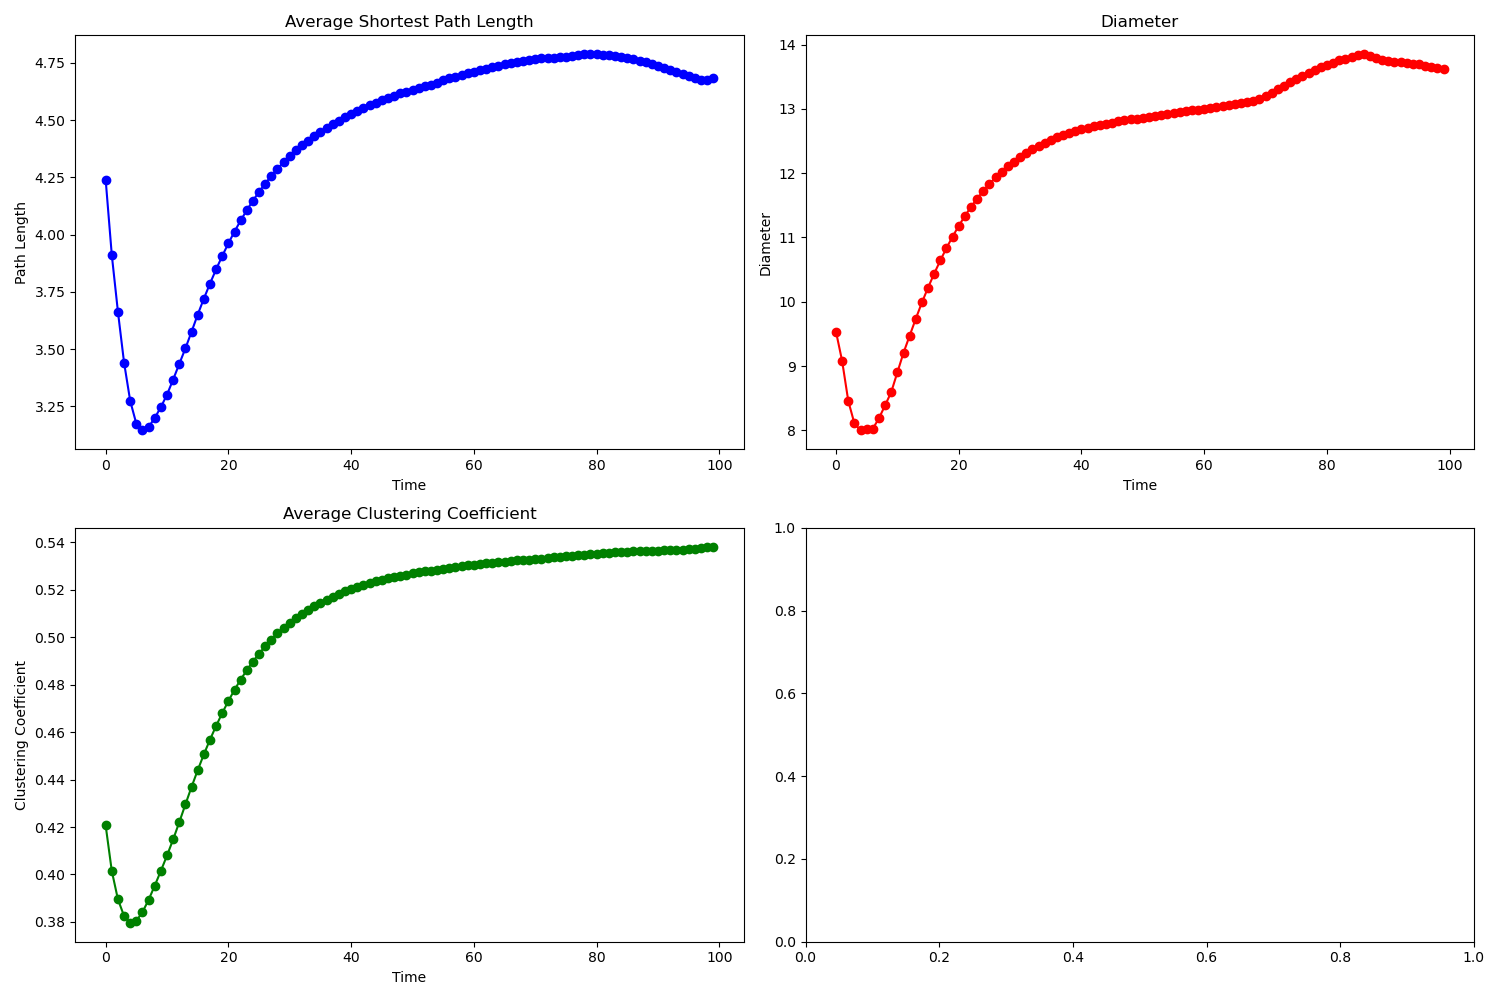 Average Shortest Path Length
Path Length
4.75
4.50
4.25
4.00
3.75
3.50
3.25
0 20 40 60 80 100
Time
Diameter
Diameter
14
13
12
11
10
9
8
0 20 40 60 80 100
Time
Average Clustering Coefficient
Clustering Coefficient
0.54
0.52
0.50
0.48
0.46
0.44
0.42
0.40
0.38
0 20 40 60 80 100
Time
1.0
0.8
0.6
0.4
0.2
0.0
0.0 0.2 0.4 0.6 0.8 1.0